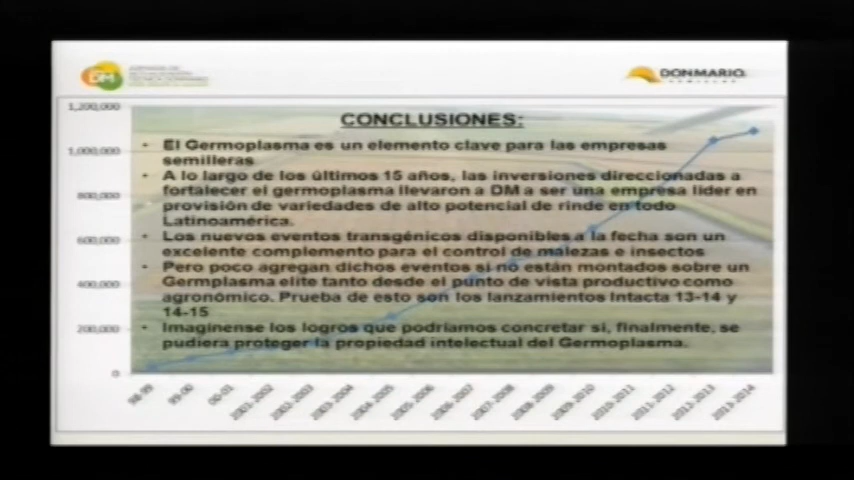 DM
JORNADA DE
ACTUALIZACIÓN
TÉCNICA DONMARIO
DONMARIO
SEMILLAS
CONCLUSIONES:
• El Germoplasma es un elemento clave para las empresas
semilleras
• A lo largo de los últimos 15 años, las inversiones direccionadas a
fortalecer el germoplasma llevaron a DM a ser una empresa lider en
provisión de variedades de alto potencial de rinde en todo
Latinoamérica.
• Los nuevos eventos transgénicos disponibles a la fecha son un
excelente complemento para el control de malezas e insectos
• Pero poco agregan dichos eventos si no están montados sobre un
Germplasma elite tanto desde el punto de vista productivo como
agronómico. Prueba de esto son los lanzamientos Intacta 13-14 y
14-15
• Imagínense los logros que podríamos concretar si, finalmente, se
pudiera proteger la propiedad intelectual del Germoplasma.
1,200,000
1,000,000
800,000
600,000
400,000
200,000
0
98-99
99-00
00-01
2001-2002
2002-2003
2003-2004
2004-2005
2005-2006
2006-2007
2007-2008
2008-2009
2009-2010
2010-2011
2011-2012
2012-2013
2013-2014